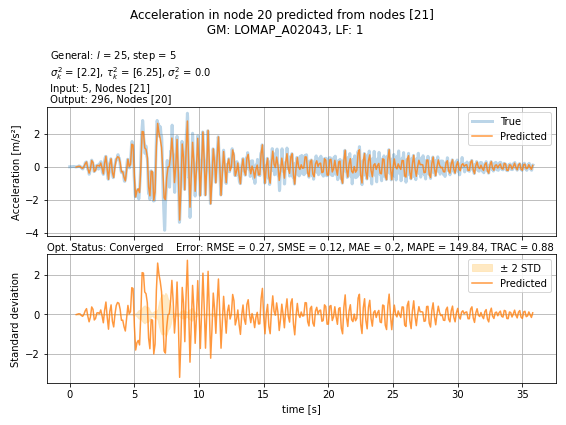 Acceleration in node 20 predicted from nodes [21]
GM: LOMAP_A02043, LF: 1
General: l = 25, step = 5
σ²ₖ = [2.2], τ²ₖ = [6.25], σ²ε = 0.0
Input: 5, Nodes [21]
Output: 296, Nodes [20]
Acceleration [m/s²]
2
0
−2
−4
True
Predicted
Opt. Status: Converged Error: RMSE = 0.27, SMSE = 0.12, MAE = 0.2, MAPE = 149.84, TRAC = 0.88
Standard deviation
2
0
−2
± 2 STD
Predicted
0 5 10 15 20 25 30 35
time [s]